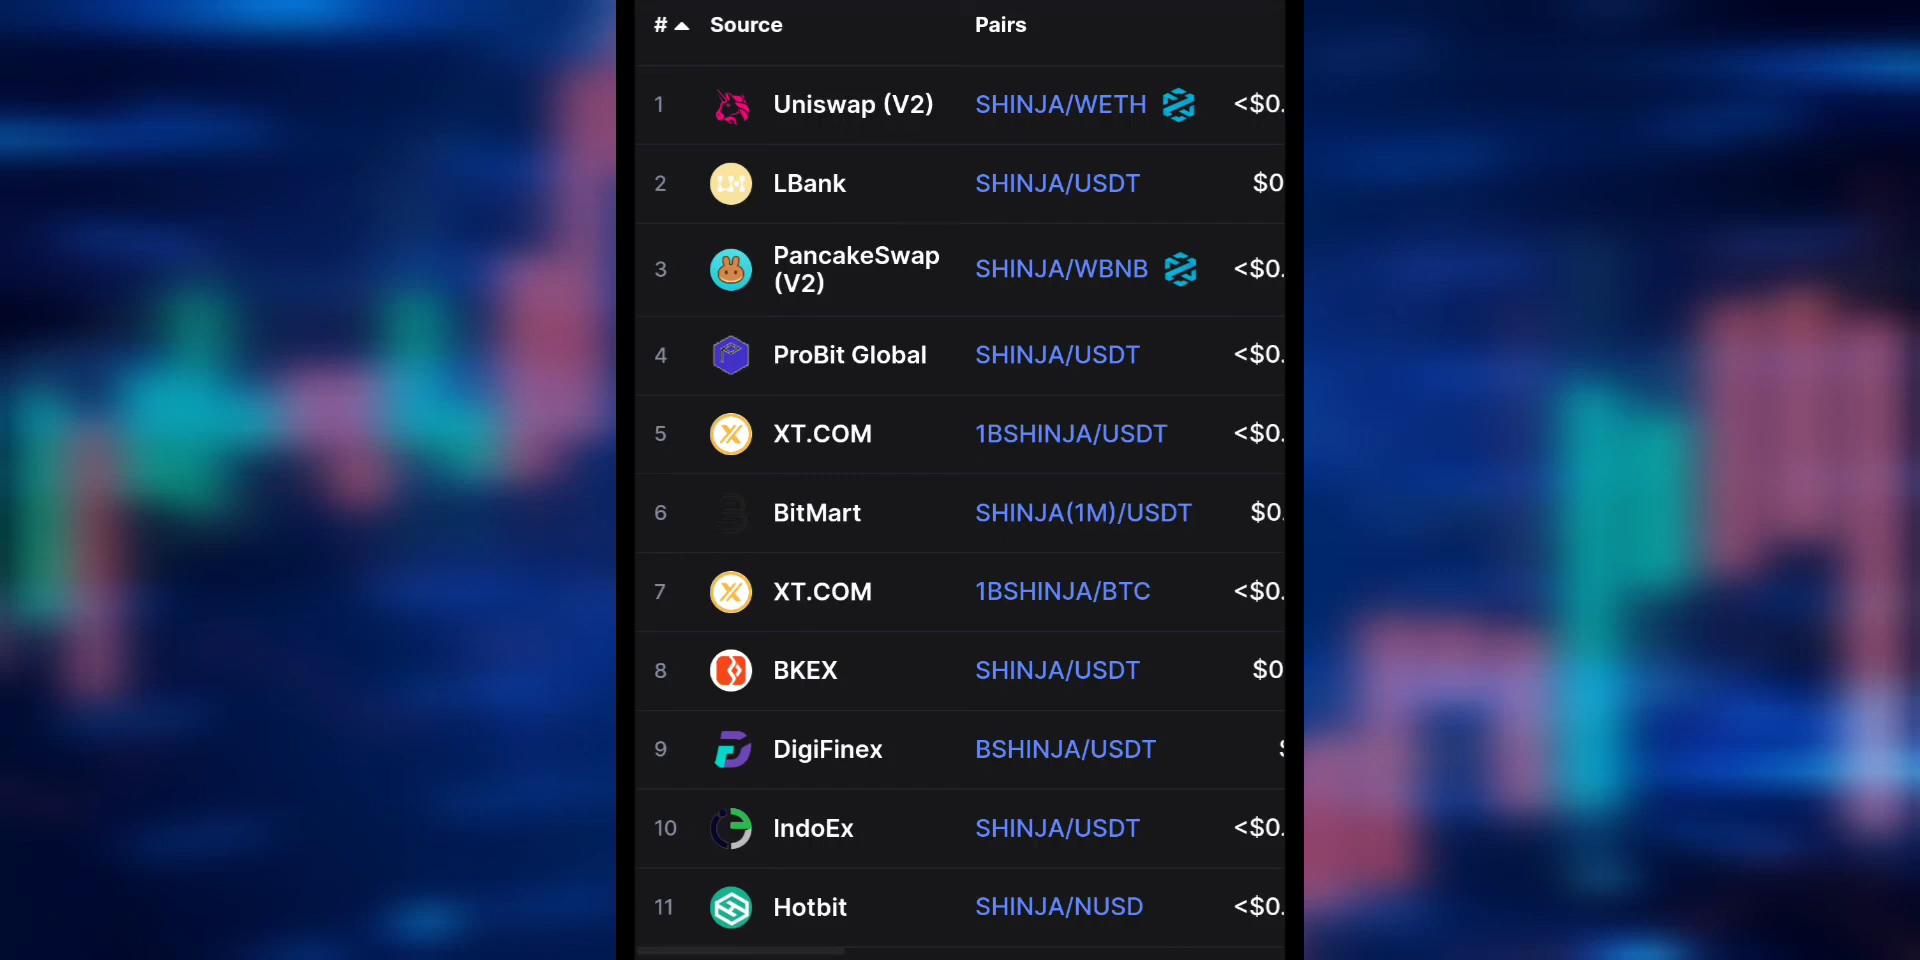 # Source Pairs
1 Uniswap (V2) SHINJA/WETH <$0.
2 LBank SHINJA/USDT $0
3 PancakeSwap (V2) SHINJA/WBNB <$0.
4 ProBit Global SHINJA/USDT <$0.
5 XT.COM 1BSHINJA/USDT <$0.
6 BitMart SHINJA(1M)/USDT $0.
7 XT.COM 1BSHINJA/BTC <$0.
8 BKEX SHINJA/USDT $0
9 DigiFinex BSHINJA/USDT $
10 IndoEx SHINJA/USDT <$0.
11 Hotbit SHINJA/NUSD <$0.